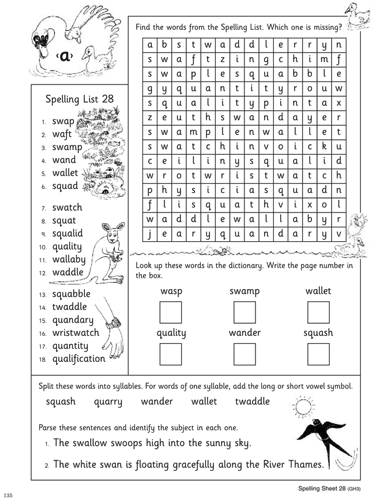 ‹a›
Find the words from the Spelling List. Which one is missing?
a b s t w a d d l e r r y n
s w a f t z i n g c h i m f
s w a p l e s q u a b b l e
g y q u a n t i t y r o u w
s q u a l i t y p i n t a x
z e u t h s w a n d a y e r
s w a m p l e n w a l l e t
s w a t c h i n v o i c k u
c e i l i n y s q u a l i d
w r o t w r i s t w a t c h
p h y s i c i a s q u a d n
f l i s q u a t h v i x o l
w a d d l e w a l l a b y r
j e a r y q u a n d a r y v
Spelling List 28
1. swap
2. waft
3. swamp
4. wand
5. wallet
6. squad
7. swatch
8. squat
9. squalid
10. quality
11. wallaby
12. waddle
13. squabble
14. twaddle
15. quandary
16. wristwatch
17. quantity
18. qualification
Look up these words in the dictionary. Write the page number in
the box.
wasp swamp wallet
quality wander squash
Split these words into syllables. For words of one syllable, add the long or short vowel symbol.
squash quarry wander wallet twaddle
Parse these sentences and identify the subject in each one.
1. The swallow swoops high into the sunny sky.
2. The white swan is floating gracefully along the River Thames.
Spelling Sheet 28 (GH3)
135